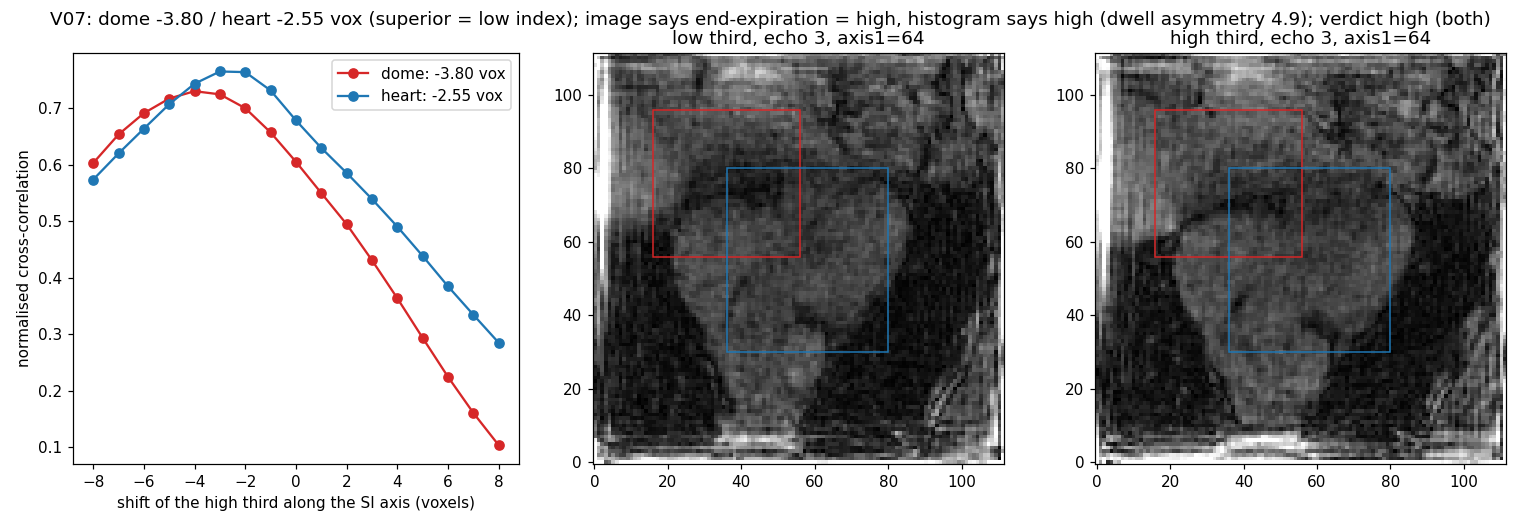 V07: dome -3.80 / heart -2.55 vox (superior = low index); image says end-expiration = high, histogram says high (dwell asymmetry 4.9); verdict high (both)
low third, echo 3, axis1=64
high third, echo 3, axis1=64
dome: -3.80 vox
heart: -2.55 vox
normalised cross-correlation
0.7
0.6
0.5
0.4
0.3
0.2
0.1
−8 −6 −4 −2 0 2 4 6 8
shift of the high third along the SI axis (voxels)
100
80
60
40
20
0
0 20 40 60 80 100
100
80
60
40
20
0
0 20 40 60 80 100